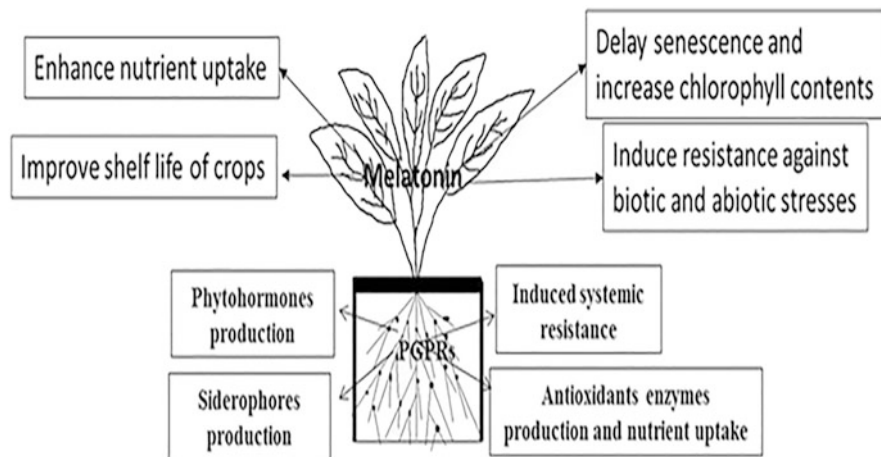 Enhance nutrient uptake
Delay senescence and
increase chlorophyll contents
Improve shelf life of crops
Melatonin
Induce resistance against
biotic and abiotic stresses
Phytohormones
production
Induced systemic
resistance
PGPRs
Siderophores
production
Antioxidants enzymes
production and nutrient uptake